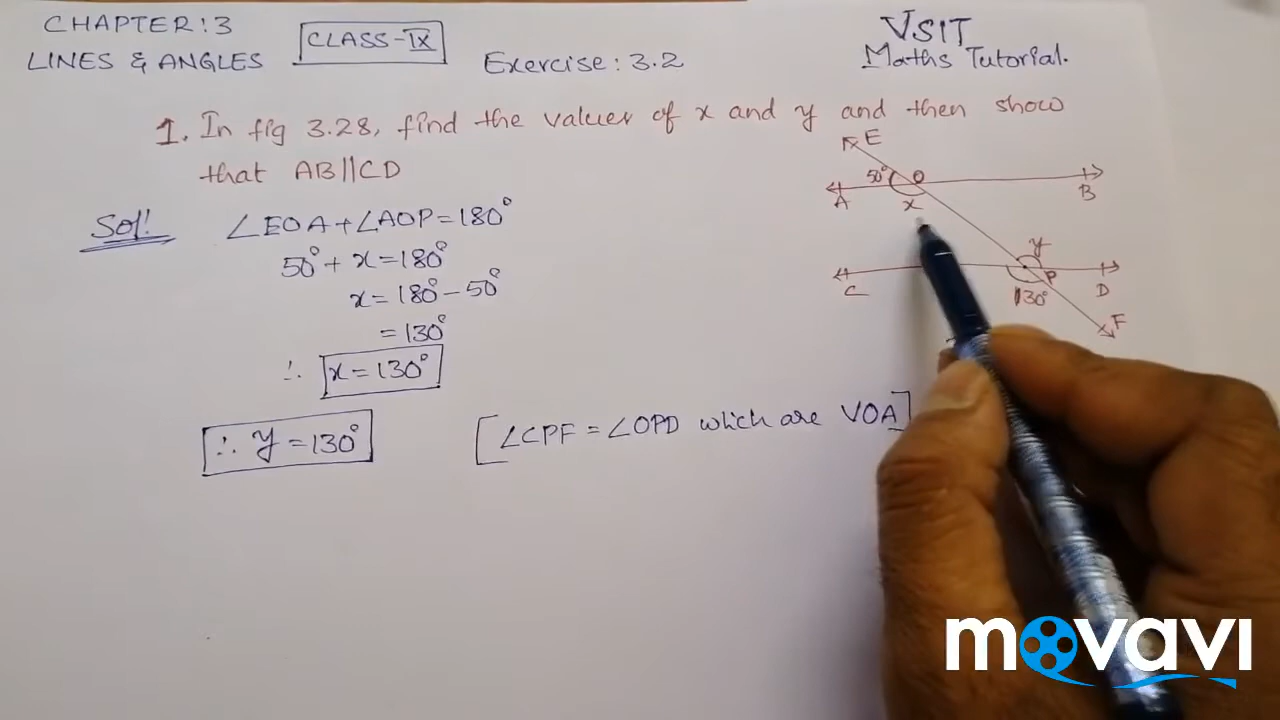 CHAPTER: 3
LINES & ANGLES
CLASS-IX
Exercise: 3.2
VSIT
Maths Tutorial.
1. In fig 3.28, find the values of x and y and then show
that AB||CD
E
50°
O
A
x
B
y
C
P
130°
D
F
Sol!
∠EOA + ∠AOP = 180°
50° + x = 180°
x = 180° - 50°
= 130°
∴ x = 130°
∴ y = 130°
[∠CPF = ∠OPD which are VOA]
movavi